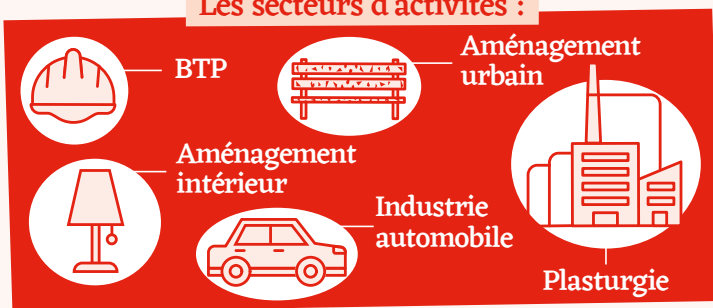 Les secteurs d'activités :
BTP
Aménagement
urbain
Aménagement
intérieur
Industrie
automobile
Plasturgie